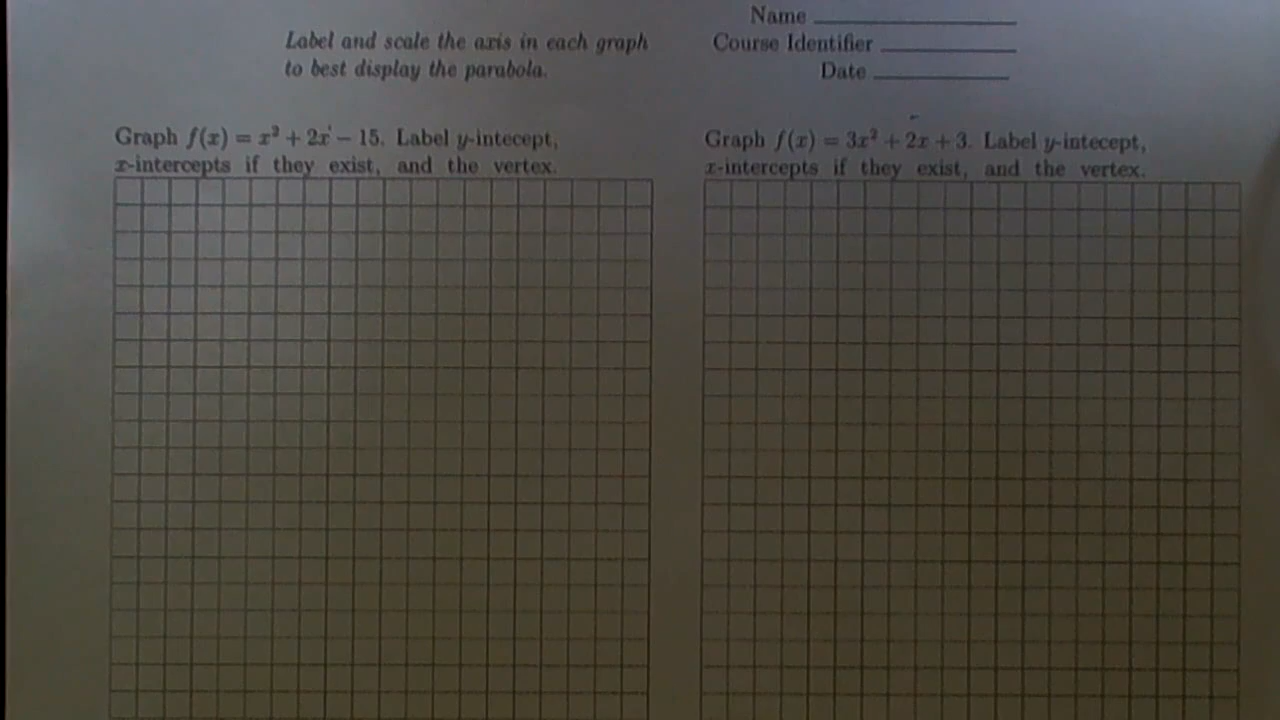 Name
Label and scale the axis in each graph
Course Identifier
to best display the parabola.
Date
Graph f(x) = x² + 2x − 15. Label y-intecept,
x-intercepts if they exist, and the vertex.
Graph f(x) = 3x² + 2x + 3. Label y-intecept,
x-intercepts if they exist, and the vertex.